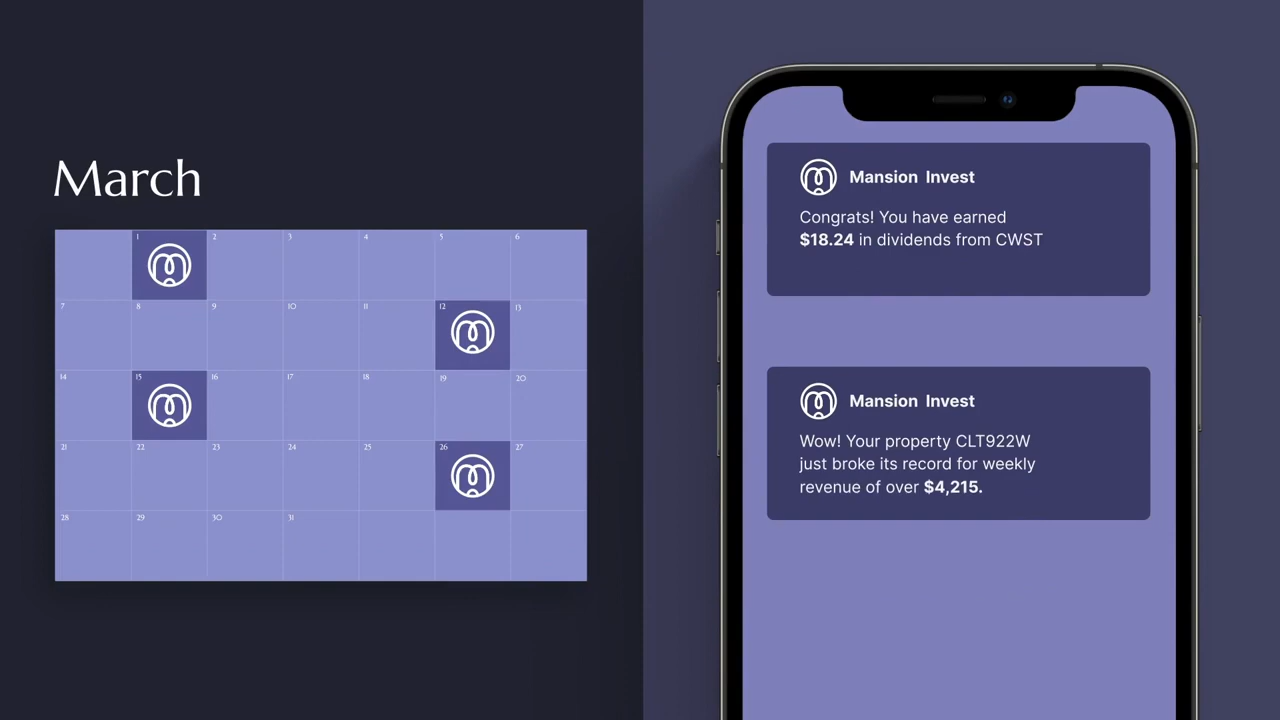 March
1 2 3 4 5 6
7 8 9 10 11 12 13
14 15 16 17 18 19 20
21 22 23 24 25 26 27
28 29 30 31
Mansion Invest
Congrats! You have earned
$18.24 in dividends from CWST
Mansion Invest
Wow! Your property CLT922W
just broke its record for weekly
revenue of over $4,215.